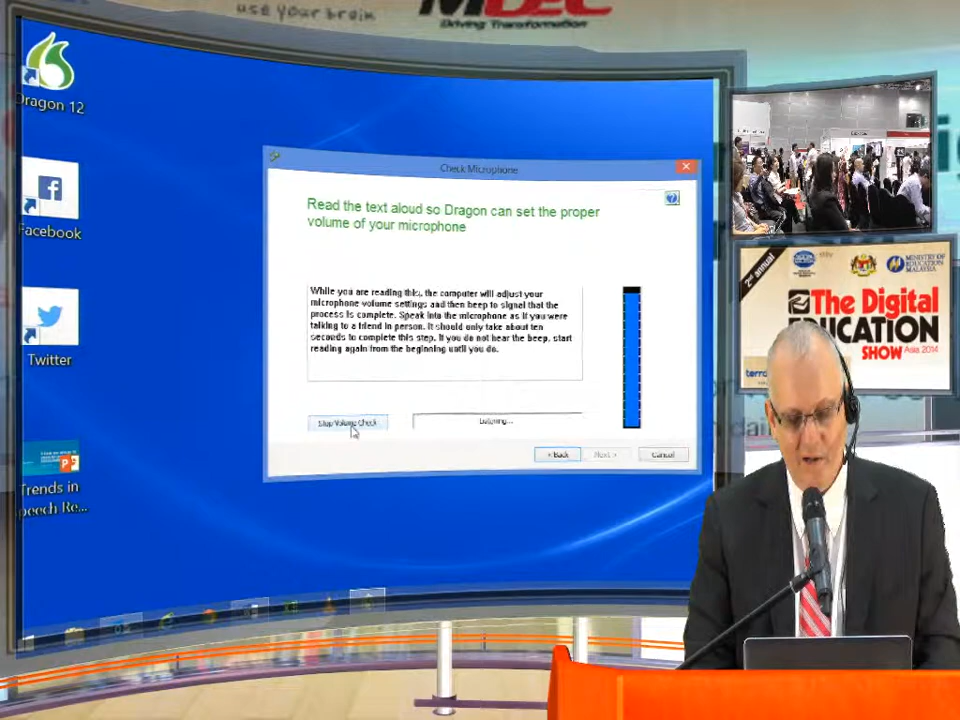 use your brain
MDEC
Driving Transformation
Dragon 12
Facebook
Twitter
Trends in
Speech Re...
Check Microphone
Read the text aloud so Dragon can set the proper
volume of your microphone
While you are reading this, the computer will adjust your
microphone volume settings and then beep to signal that the
process is complete. Speak into the microphone as if you were
talking to a friend in person. It should only take about ten
seconds to complete this step. If you do not hear the beep, start
reading again from the beginning until you do.
Stop Volume Check
Listening...
< Back
Next >
Cancel
2nd annual
MINISTRY OF
EDUCATION
MALAYSIA
The Digital
EDUCATION
SHOW Asia 2014